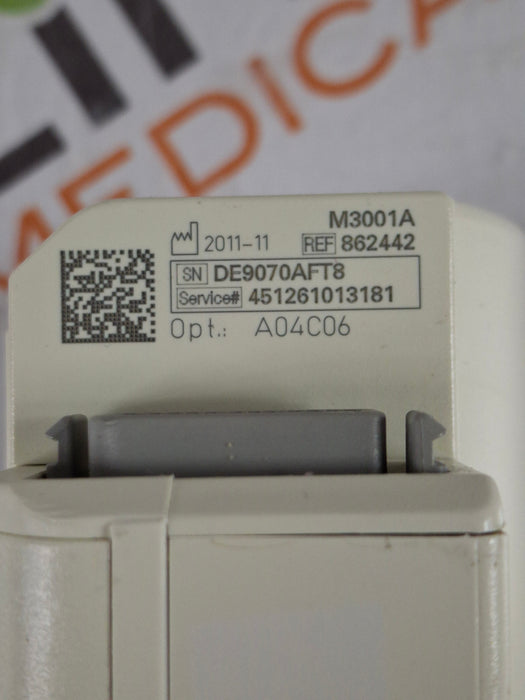 MEDICA
M3001A
2011-11 REF 862442
SN DE9070AFT8
Service# 451261013181
Opt.: A04C06